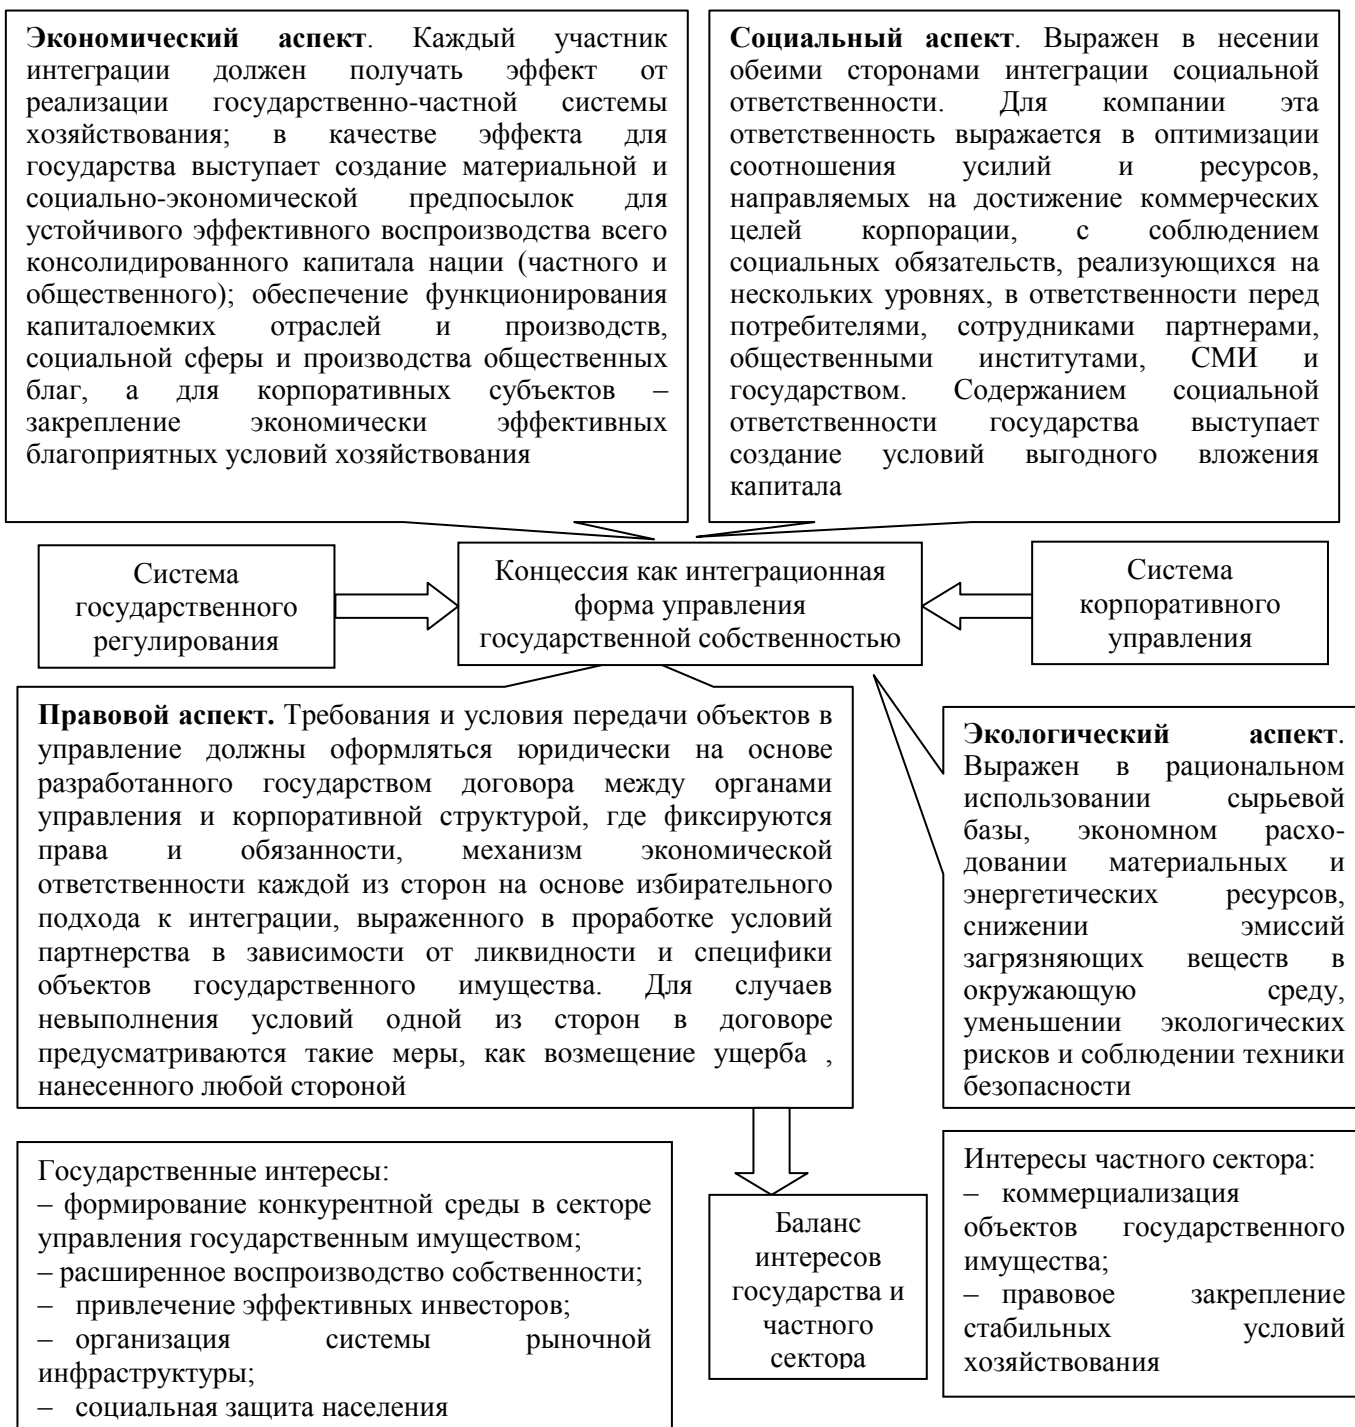 Экономический аспект. Каждый участник
интеграции должен получать эффект от
реализации государственно-частной системы
хозяйствования; в качестве эффекта для
государства выступает создание материальной и
социально-экономической предпосылок для
устойчивого эффективного воспроизводства всего
консолидированного капитала нации (частного и
общественного); обеспечение функционирования
капиталоемких отраслей и производств,
социальной сферы и производства общественных
благ, а для корпоративных субъектов –
закрепление экономически эффективных
благоприятных условий хозяйствования
Социальный аспект. Выражен в несении
обеими сторонами интеграции социальной
ответственности. Для компании эта
ответственность выражается в оптимизации
соотношения усилий и ресурсов,
направляемых на достижение коммерческих
целей корпорации, с соблюдением
социальных обязательств, реализующихся на
нескольких уровнях, в ответственности перед
потребителями, сотрудниками партнерами,
общественными институтами, СМИ и
государством. Содержанием социальной
ответственности государства выступает
создание условий выгодного вложения
капитала
Система
государственного
регулирования
Концессия как интеграционная
форма управления
государственной собственностью
Система
корпоративного
управления
Правовой аспект. Требования и условия передачи объектов в
управление должны оформляться юридически на основе
разработанного государством договора между органами
управления и корпоративной структурой, где фиксируются
права и обязанности, механизм экономической
ответственности каждой из сторон на основе избирательного
подхода к интеграции, выраженного в проработке условий
партнерства в зависимости от ликвидности и специфики
объектов государственного имущества. Для случаев
невыполнения условий одной из сторон в договоре
предусматриваются такие меры, как возмещение ущерба ,
нанесенного любой стороной
Экологический аспект.
Выражен в рациональном
использовании сырьевой
базы, экономном расхо-
довании материальных и
энергетических ресурсов,
снижении эмиссий
загрязняющих веществ в
окружающую среду,
уменьшении экологических
рисков и соблюдении техники
безопасности
Государственные интересы:
– формирование конкурентной среды в секторе
управления государственным имуществом;
– расширенное воспроизводство собственности;
– привлечение эффективных инвесторов;
– организация системы рыночной
инфраструктуры;
– социальная защита населения
Баланс
интересов
государства и
частного
сектора
Интересы частного сектора:
– коммерциализация
объектов государственного
имущества;
– правовое закрепление
стабильных условий
хозяйствования